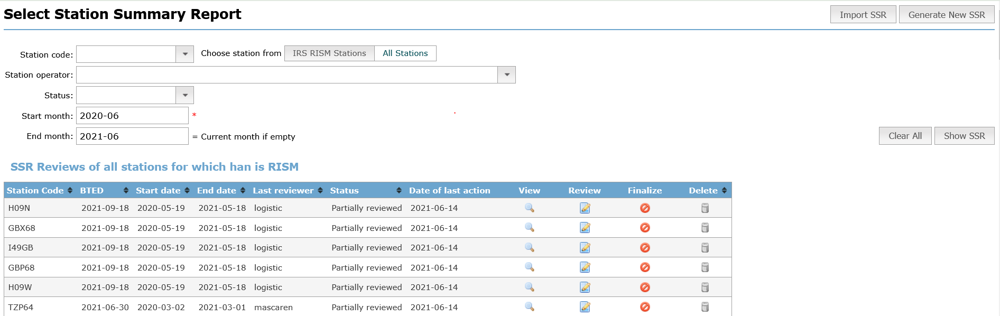 Select Station Summary Report
Import SSR Generate New SSR
Station code: Choose station from IRS RISM Stations All Stations
Station operator:
Status:
Start month: 2020-06 *
End month: 2021-06 = Current month if empty
Clear All Show SSR
SSR Reviews of all stations for which han is RISM
Station Code BTED Start date End date Last reviewer Status Date of last action View Review Finalize Delete
H09N 2021-09-18 2020-05-19 2021-05-18 logistic Partially reviewed 2021-06-14
GBX68 2021-09-18 2020-05-19 2021-05-18 logistic Partially reviewed 2021-06-14
I49GB 2021-09-18 2020-05-19 2021-05-18 logistic Partially reviewed 2021-06-14
GBP68 2021-09-18 2020-05-19 2021-05-18 logistic Partially reviewed 2021-06-14
H09W 2021-09-18 2020-05-19 2021-05-18 logistic Partially reviewed 2021-06-14
TZP64 2021-06-30 2020-03-02 2021-03-01 mascaren Partially reviewed 2021-06-14